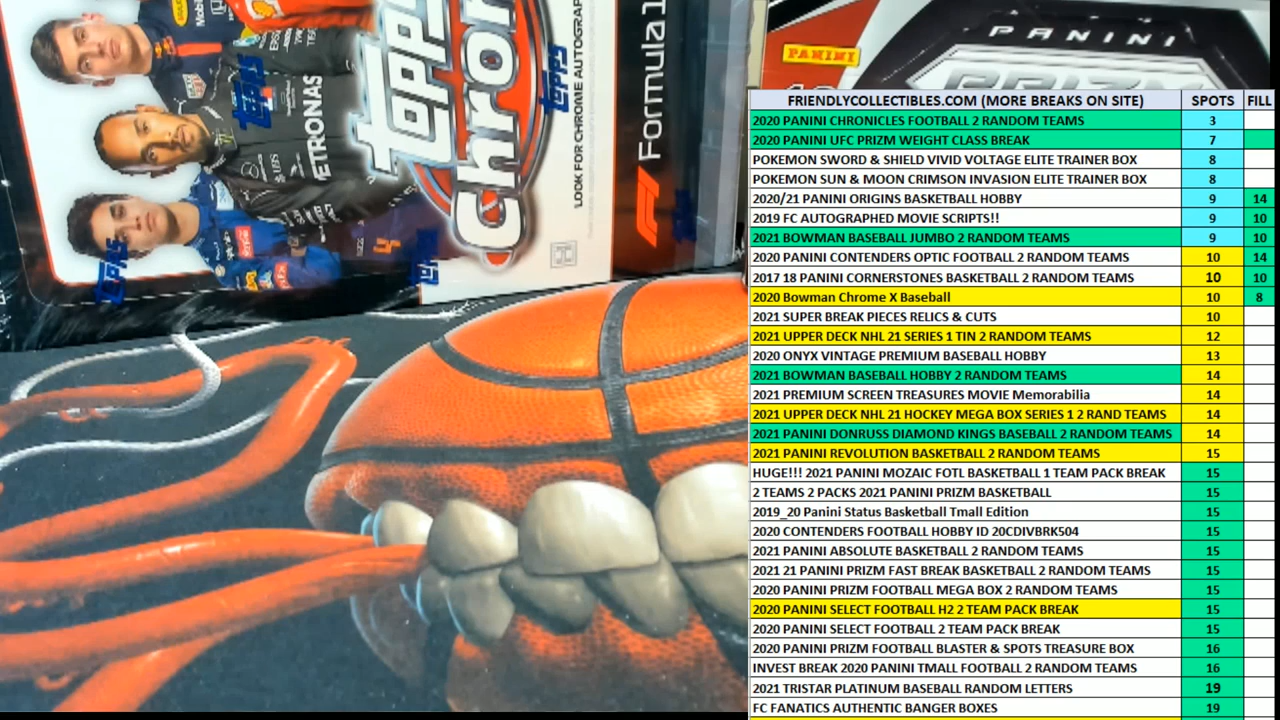 Mobil
topps
Chro
PETRONAS
LOOK FOR CHROME AUTOGRAP
Formula 1
F1
topps
topps
topps
topps
PANINI
PANINI
PRIZM
FRIENDLYCOLLECTIBLES.COM (MORE BREAKS ON SITE) SPOTS FILL
2020 PANINI CHRONICLES FOOTBALL 2 RANDOM TEAMS 3
2020 PANINI UFC PRIZM WEIGHT CLASS BREAK 7
POKEMON SWORD & SHIELD VIVID VOLTAGE ELITE TRAINER BOX 8
POKEMON SUN & MOON CRIMSON INVASION ELITE TRAINER BOX 8
2020/21 PANINI ORIGINS BASKETBALL HOBBY 9 14
2019 FC AUTOGRAPHED MOVIE SCRIPTS!! 9 10
2021 BOWMAN BASEBALL JUMBO 2 RANDOM TEAMS 9 10
2020 PANINI CONTENDERS OPTIC FOOTBALL 2 RANDOM TEAMS 10 14
2017 18 PANINI CORNERSTONES BASKETBALL 2 RANDOM TEAMS 10 10
2020 Bowman Chrome X Baseball 10 8
2021 SUPER BREAK PIECES RELICS & CUTS 10
2021 UPPER DECK NHL 21 SERIES 1 TIN 2 RANDOM TEAMS 12
2020 ONYX VINTAGE PREMIUM BASEBALL HOBBY 13
2021 BOWMAN BASEBALL HOBBY 2 RANDOM TEAMS 14
2021 PREMIUM SCREEN TREASURES MOVIE Memorabilia 14
2021 UPPER DECK NHL 21 HOCKEY MEGA BOX SERIES 1 2 RAND TEAMS 14
2021 PANINI DONRUSS DIAMOND KINGS BASEBALL 2 RANDOM TEAMS 14
2021 PANINI REVOLUTION BASKETBALL 2 RANDOM TEAMS 15
HUGE!!! 2021 PANINI MOZAIC FOTL BASKETBALL 1 TEAM PACK BREAK 15
2 TEAMS 2 PACKS 2021 PANINI PRIZM BASKETBALL 15
2019_20 Panini Status Basketball Tmall Edition 15
2020 CONTENDERS FOOTBALL HOBBY ID 20CDIVBRK504 15
2021 PANINI ABSOLUTE BASKETBALL 2 RANDOM TEAMS 15
2021 21 PANINI PRIZM FAST BREAK BASKETBALL 2 RANDOM TEAMS 15
2020 PANINI PRIZM FOOTBALL MEGA BOX 2 RANDOM TEAMS 15
2020 PANINI SELECT FOOTBALL H2 2 TEAM PACK BREAK 15
2020 PANINI SELECT FOOTBALL 2 TEAM PACK BREAK 15
2020 PANINI PRIZM FOOTBALL BLASTER & SPOTS TREASURE BOX 16
INVEST BREAK 2020 PANINI TMALL FOOTBALL 2 RANDOM TEAMS 16
2021 TRISTAR PLATINUM BASEBALL RANDOM LETTERS 19
FC FANATICS AUTHENTIC BANGER BOXES 19